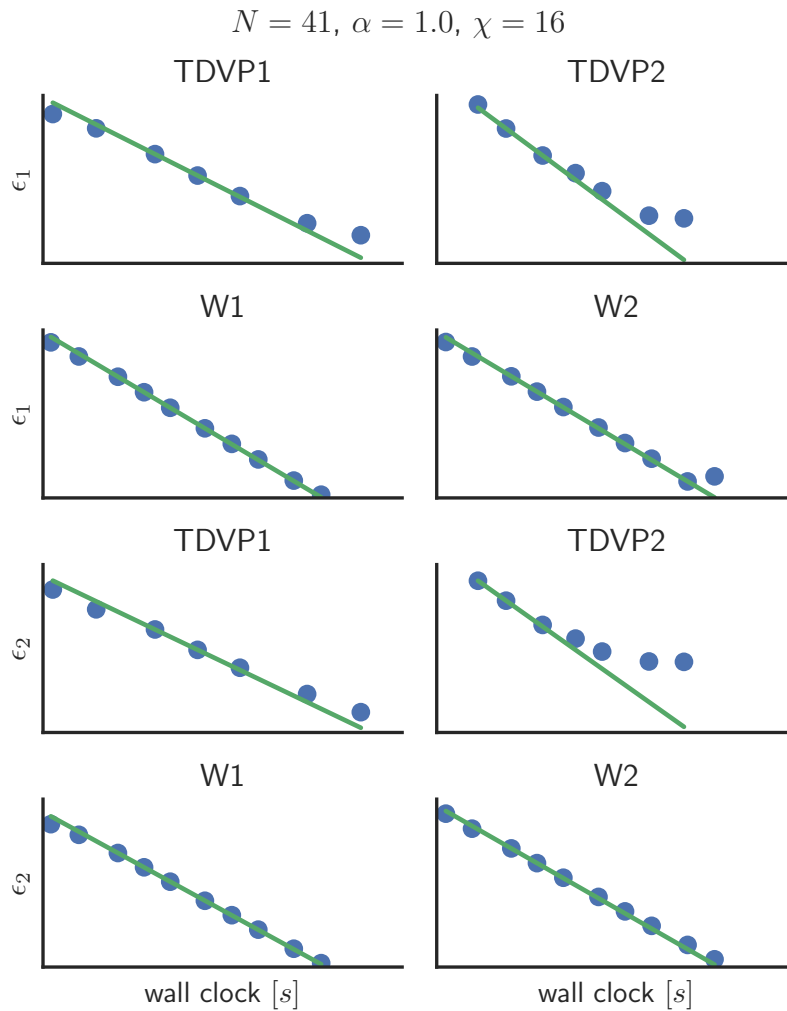 N = 41, α = 1.0, χ = 16
TDVP1 TDVP2
ϵ₁
W1 W2
ϵ₁
TDVP1 TDVP2
ϵ₂
W1 W2
ϵ₂
wall clock [s] wall clock [s]